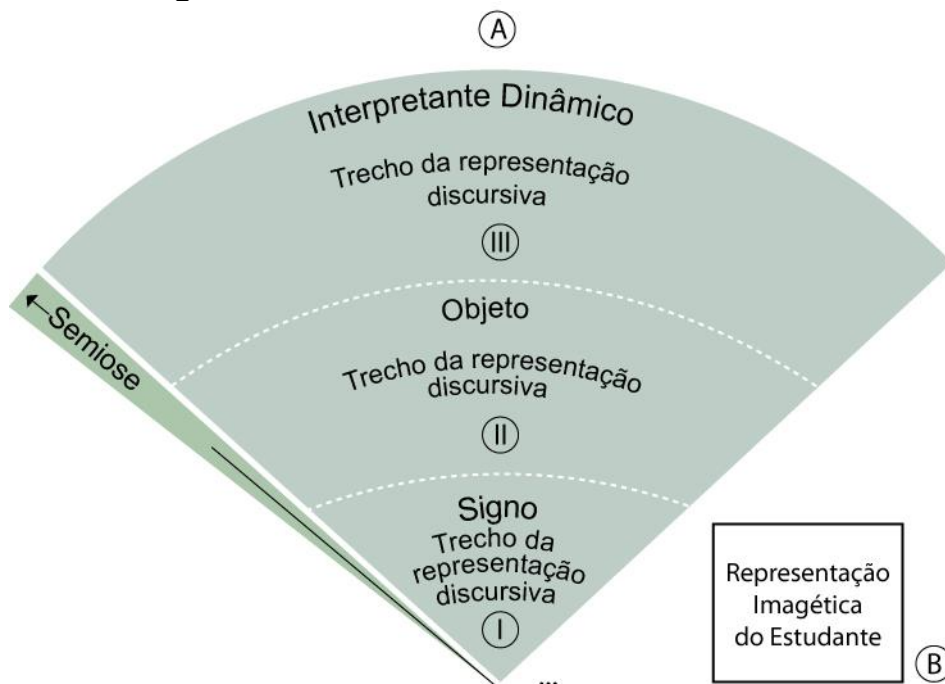 A
Interpretante Dinâmico
Trecho da representação
discursiva
III
Objeto
Trecho da representação
discursiva
II
Semiose
Signo
Trecho da
representação
discursiva
I
Representação
Imagética
do Estudante
B